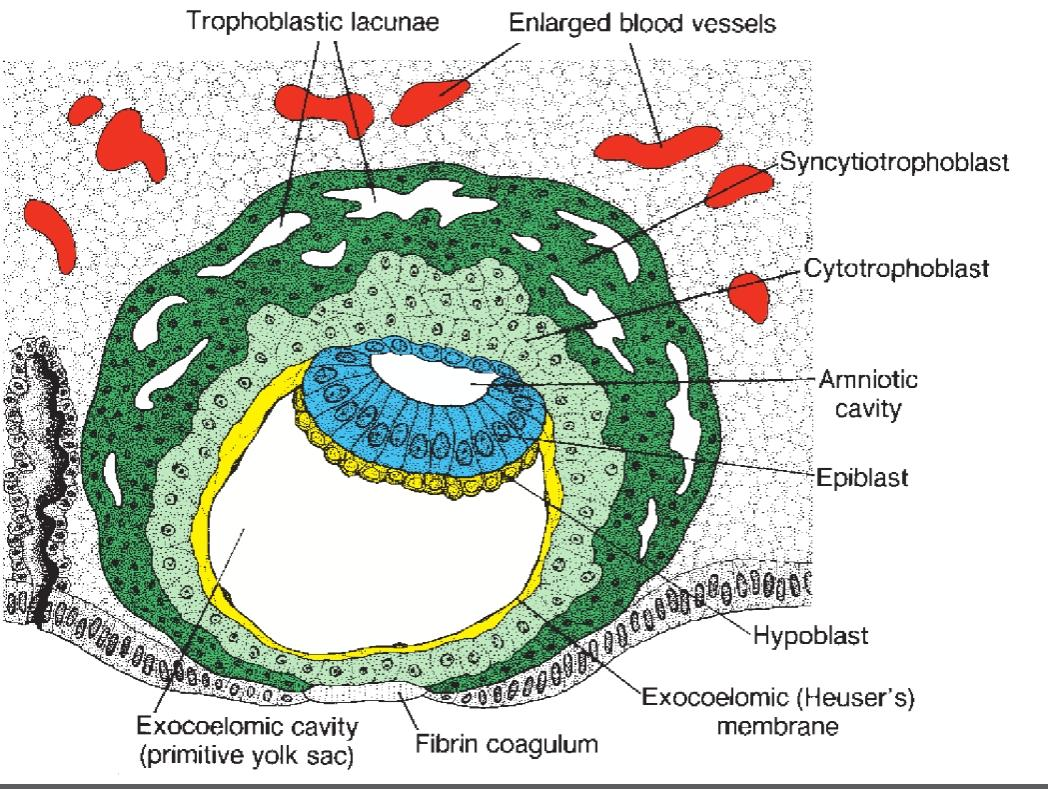 Trophoblastic lacunae
Enlarged blood vessels
Syncytiotrophoblast
Cytotrophoblast
Amniotic
cavity
Epiblast
Hypoblast
Exocoelomic (Heuser's)
membrane
Fibrin coagulum
Exocoelomic cavity
(primitive yolk sac)